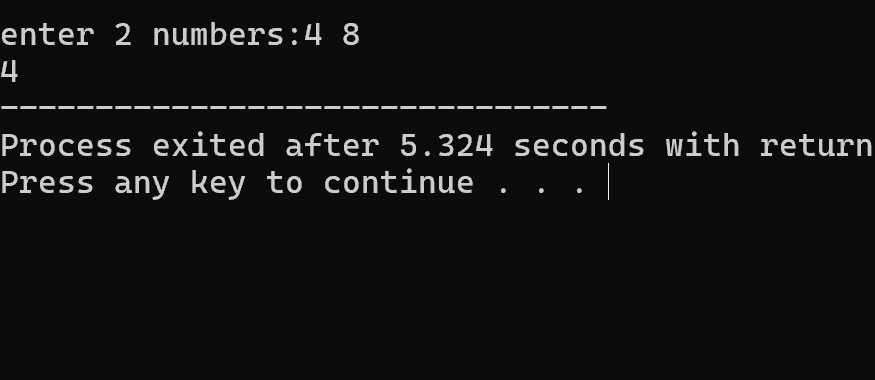 enter 2 numbers:4 8
4
--------------------------------
Process exited after 5.324 seconds with return
Press any key to continue . . .